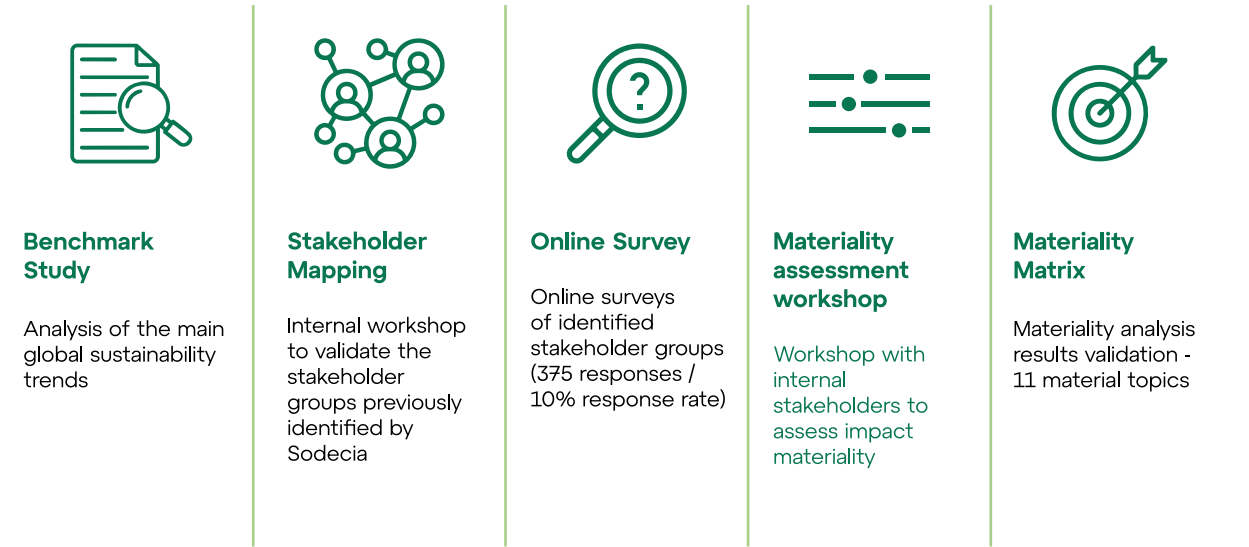 ?
Benchmark
Study
Analysis of the main
global sustainability
trends
Stakeholder
Mapping
Internal workshop
to validate the
stakeholder
groups previously
identified by
Sodecia
Online Survey
Online surveys
of identified
stakeholder groups
(375 responses /
10% response rate)
Materiality
assessment
workshop
Workshop with
internal
stakeholders to
assess impact
materiality
Materiality
Matrix
Materiality analysis
results validation -
11 material topics